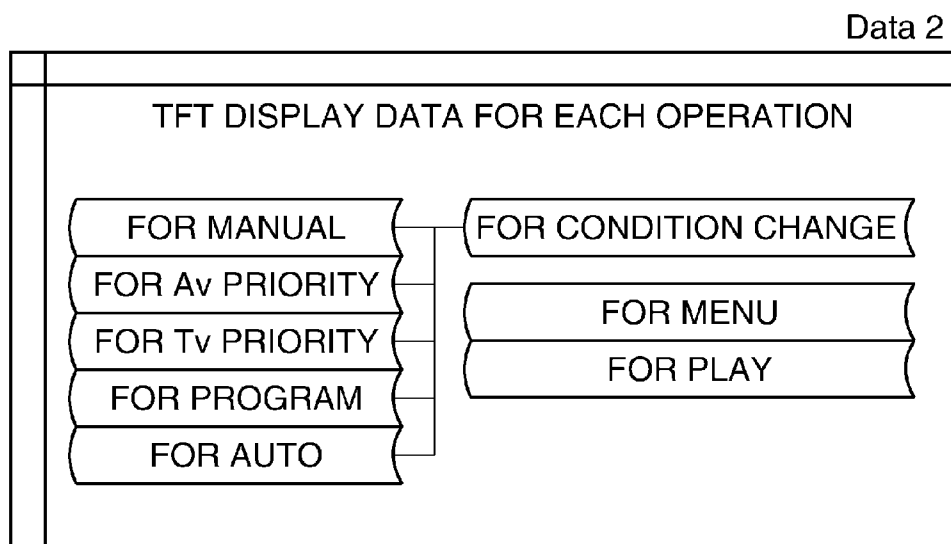 Data 2
TFT DISPLAY DATA FOR EACH OPERATION
FOR MANUAL
FOR Av PRIORITY
FOR Tv PRIORITY
FOR PROGRAM
FOR AUTO
FOR CONDITION CHANGE
FOR MENU
FOR PLAY